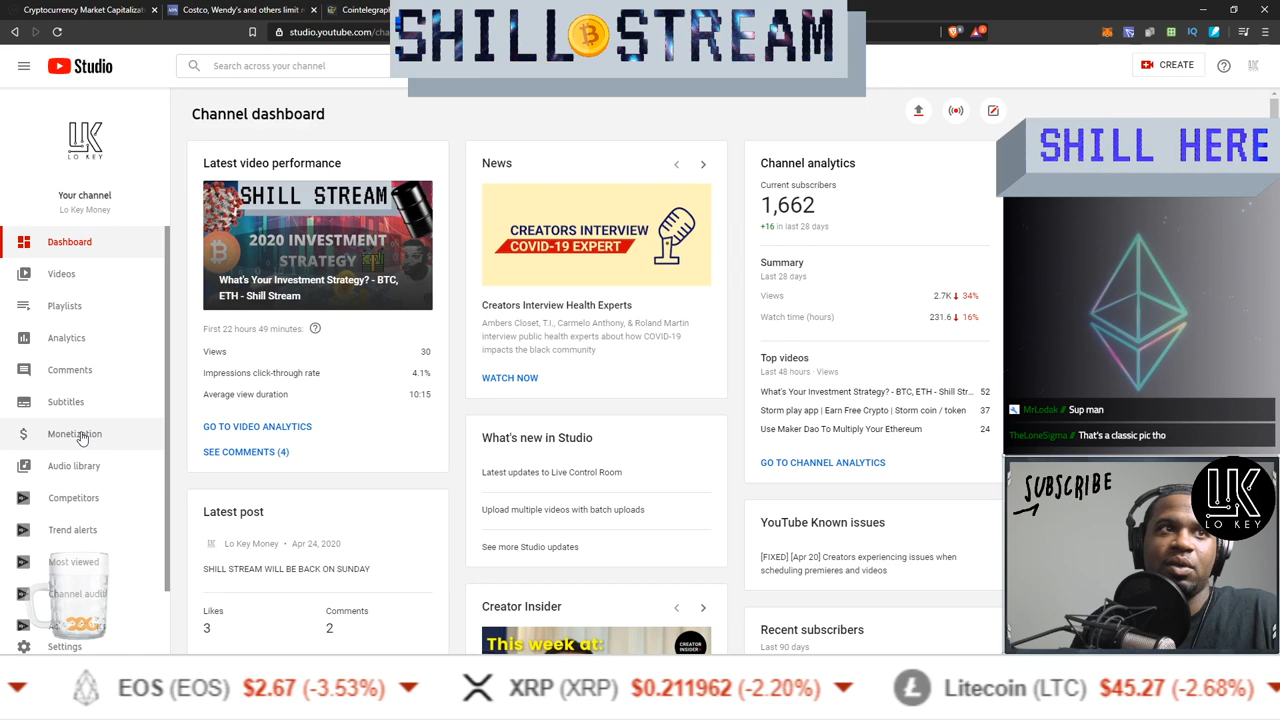 Cryptocurrency Market Capitalizat
Costco, Wendy's and others limit r
Cointelegraph
studio.youtube.com/cha
SHILL STREAM
Studio
Search across your channel
CREATE
LO KEY
Your channel
Lo Key Money
Dashboard
Videos
Playlists
Analytics
Comments
Subtitles
Monetization
Audio library
Competitors
Trend alerts
Most viewed
Channel audit
Settings
Channel dashboard
Latest video performance
SHILL STREAM
2020 INVESTMENT
STRATEGY
What's Your Investment Strategy? - BTC,
ETH - Shill Stream
First 22 hours 49 minutes:
Views 30
Impressions click-through rate 4.1%
Average view duration 10:15
GO TO VIDEO ANALYTICS
SEE COMMENTS (4)
Latest post
Lo Key Money • Apr 24, 2020
SHILL STREAM WILL BE BACK ON SUNDAY
Likes Comments
3 2
News
CREATORS INTERVIEW
COVID-19 EXPERT
Creators Interview Health Experts
Ambers Closet, T.I., Carmelo Anthony, & Roland Martin
interview public health experts about how COVID-19
impacts the black community
WATCH NOW
What's new in Studio
Latest updates to Live Control Room
Upload multiple videos with batch uploads
See more Studio updates
Creator Insider
This week at:
CREATOR
INSIDER
Channel analytics
Current subscribers
1,662
+16 in last 28 days
Summary
Last 28 days
Views 2.7K 34%
Watch time (hours) 231.6 16%
Top videos
Last 48 hours · Views
What's Your Investment Strategy? - BTC, ETH - Shill Str... 52
Storm play app | Earn Free Crypto | Storm coin / token 37
Use Maker Dao To Multiply Your Ethereum 24
GO TO CHANNEL ANALYTICS
YouTube Known issues
[FIXED] [Apr 20] Creators experiencing issues when
scheduling premieres and videos
Recent subscribers
Last 90 days
SHILL HERE
MrLodak // Sup man
TheLoneSigma // That's a classic pic tho
SUBSCRIBE
LO KEY
EOS (EOS) $2.67 (-3.53%) XRP (XRP) $0.211962 (-2.20%) Litecoin (LTC) $45.27 (-2.68%)